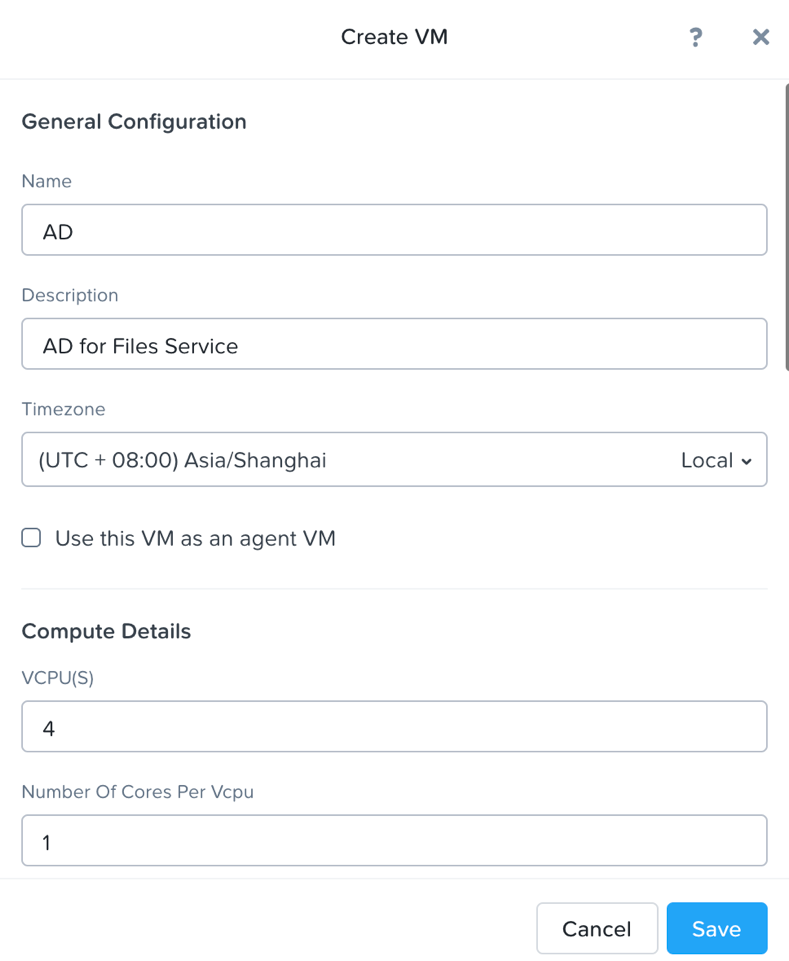 Create VM
?
General Configuration
Name
AD
Description
AD for Files Service
Timezone
(UTC + 08:00) Asia/Shanghai Local
Use this VM as an agent VM
Compute Details
VCPU(S)
4
Number Of Cores Per Vcpu
1
Cancel Save